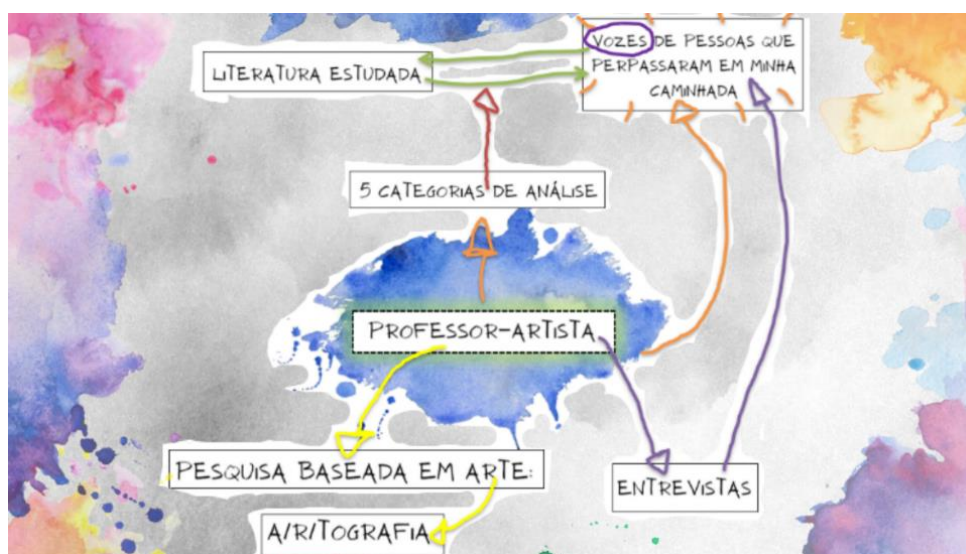 VOZES DE PESSOAS QUE
PERPASSARAM EM MINHA
CAMINHADA
LITERATURA ESTUDADA
5 CATEGORIAS DE ANÁLISE
PROFESSOR-ARTISTA
PESQUISA BASEADA EM ARTE:
ENTREVISTAS
A/R/TOGRAFIA